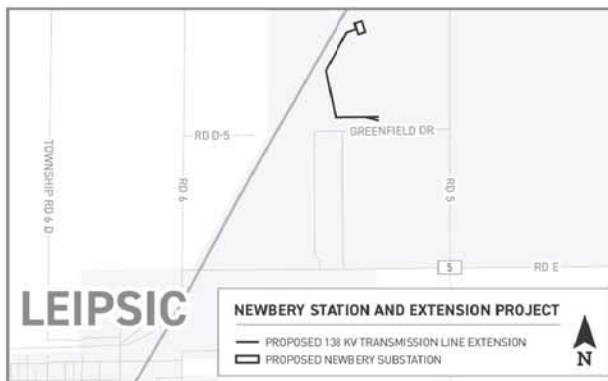 GREENFIELD DR
RD D-5
TOWNSHIP RD 6 D
RD 6
RD 5
5
RD E
LEIPSIC
NEWBERY STATION AND EXTENSION PROJECT
PROPOSED 138 KV TRANSMISSION LINE EXTENSION
PROPOSED NEWBERY SUBSTATION
N